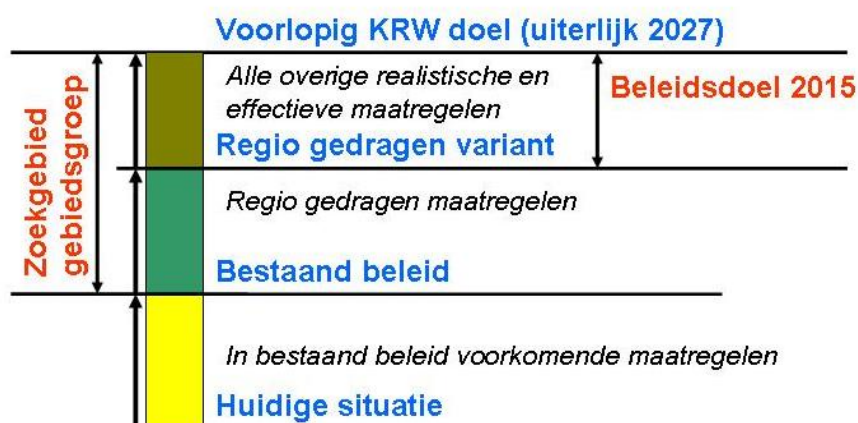 Voorlopig KRW doel (uiterlijk 2027)
Zoekgebied
gebiedsgroep
Alle overige realistische en
effectieve maatregelen
Beleidsdoel 2015
Regio gedragen variant
Regio gedragen maatregelen
Bestaand beleid
In bestaand beleid voorkomende maatregelen
Huidige situatie